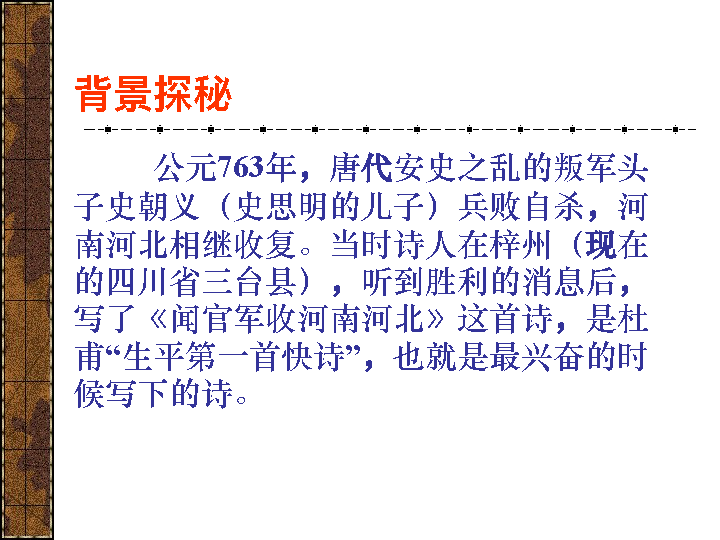 背景探秘
公元763年，唐代安史之乱的叛军头
子史朝义（史思明的儿子）兵败自杀，河
南河北相继收复。当时诗人在梓州（现在
的四川省三台县），听到胜利的消息后，
写了《闻官军收河南河北》这首诗，是杜
甫“生平第一首快诗”，也就是最兴奋的时
候写下的诗。